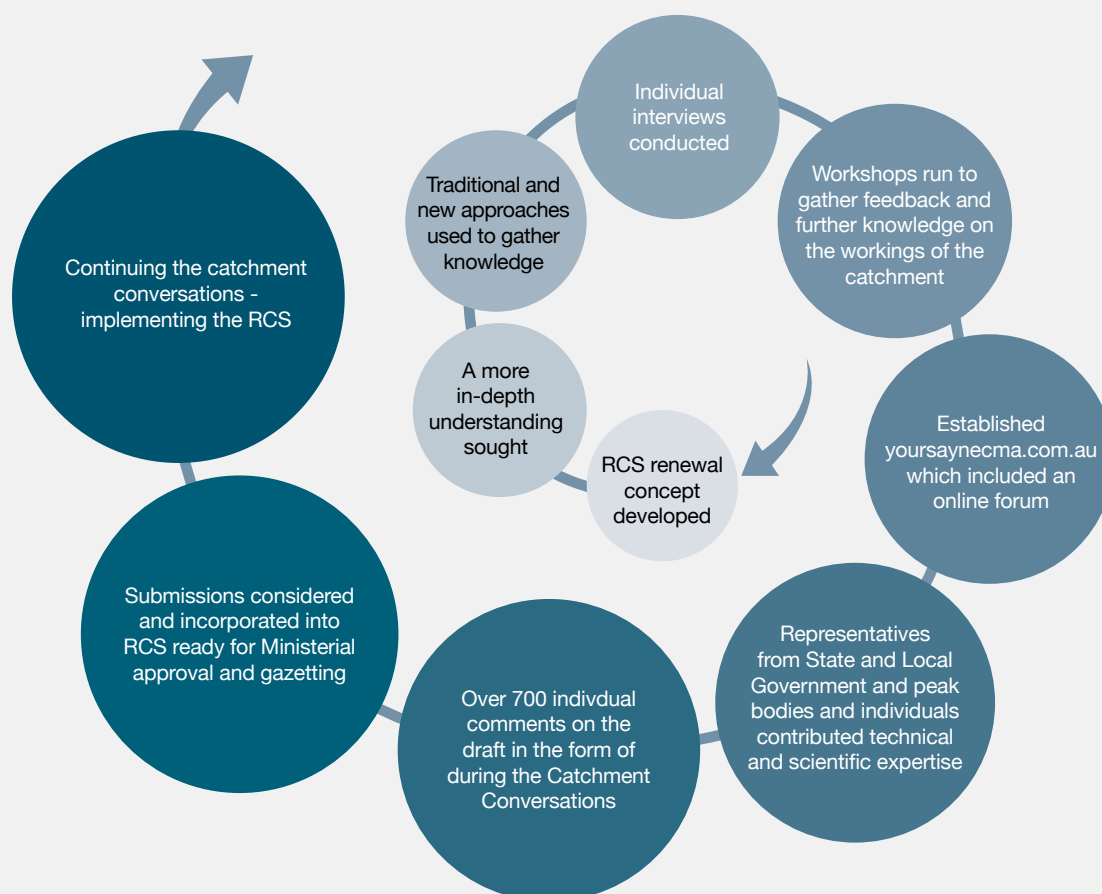 RCS renewal
concept
developed
A more
in-depth
understanding
sought
Traditional and
new approaches
used to gather
knowledge
Individual
interviews
conducted
Workshops run to
gather feedback and
further knowledge on
the workings of the
catchment
Established
yoursaynecma.com.au
which included an
online forum
Representatives
from State and Local
Government and peak
bodies and individuals
contributed technical
and scientific expertise
Over 700 indivdual
comments on the
draft in the form of
during the Catchment
Conversations
Submissions considered
and incorporated into
RCS ready for Ministerial
approval and gazetting
Continuing the catchment
conversations -
implementing the RCS